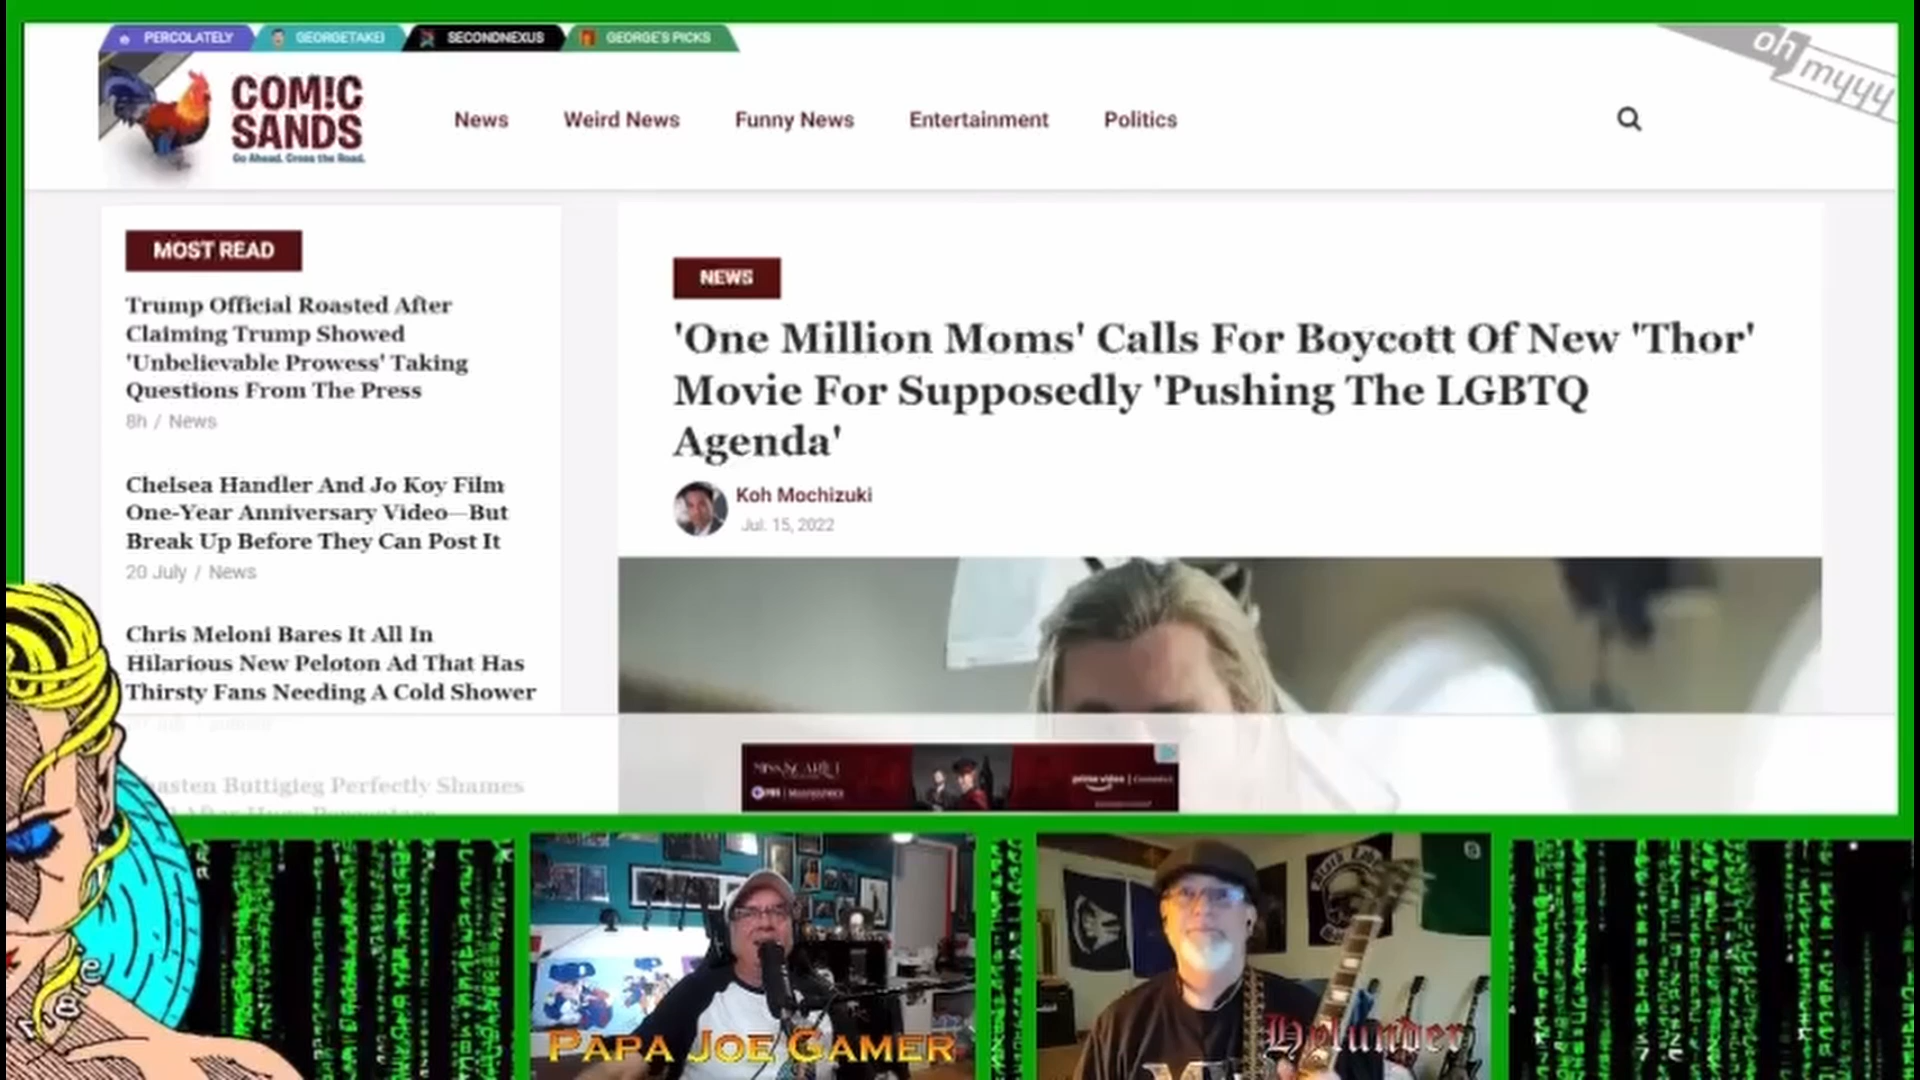 PERCOLATELY
GEORGETAKEI
SECONDNEXUS
GEORGE'S PICKS
oh
myyy
COM!C
SANDS
Go Ahead. Cross the Road.
News
Weird News
Funny News
Entertainment
Politics
MOST READ
Trump Official Roasted After
Claiming Trump Showed
'Unbelievable Prowess' Taking
Questions From The Press
8h / News
Chelsea Handler And Jo Koy Film
One-Year Anniversary Video—But
Break Up Before They Can Post It
20 July / News
Chris Meloni Bares It All In
Hilarious New Peloton Ad That Has
Thirsty Fans Needing A Cold Shower
Buttigieg Perfectly Shames
NEWS
'One Million Moms' Calls For Boycott Of New 'Thor'
Movie For Supposedly 'Pushing The LGBTQ
Agenda'
Koh Mochizuki
Jul. 15, 2022
MISS SCARLET
PBS
prime video
PAPA JOE GAMER